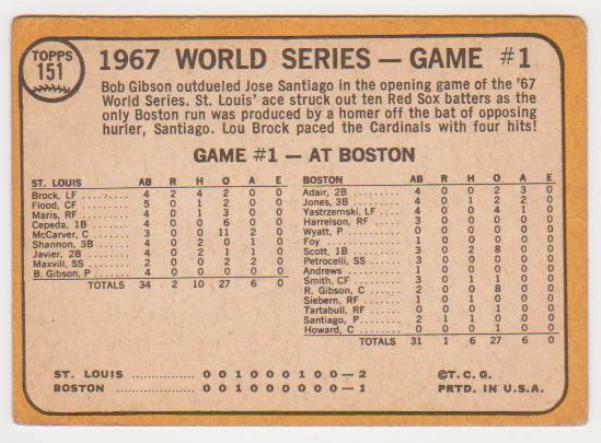 TOPPS
151
1967 WORLD SERIES — GAME #1
Bob Gibson outdueled Jose Santiago in the opening game of the '67
World Series. St. Louis' ace struck out ten Red Sox batters as the
only Boston run was produced by a homer off the bat of opposing
hurler, Santiago. Lou Brock paced the Cardinals with four hits!
GAME #1 — AT BOSTON
ST. LOUIS AB R H O A E
Brock, LF ........ 4 2 4 2 0 0
Flood, CF ........ 5 0 1 2 0 0
Maris, RF ........ 4 0 1 3 0 0
Cepeda, 1B ...... 4 0 0 6 0 0
McCarver, C .... 3 0 0 11 2 0
Shannon, 3B .... 4 0 2 0 1 0
Javier, 2B ........ 4 0 2 1 1 0
Maxvill, SS ...... 2 0 0 2 2 0
B. Gibson, P .... 4 0 0 0 0 0
TOTALS 34 2 10 27 6 0
BOSTON AB R H O A E
Adair, 2B ........ 4 0 0 2 3 0
Jones, 3B ........ 4 0 1 2 2 0
Yastrzemski, LF .... 4 0 0 4 1 0
Harrelson, RF .... 3 0 0 0 0 0
Wyatt, P ........ 0 0 0 0 0 0
Foy ........ 1 0 0 0 0 0
Scott, 1B ........ 3 0 2 8 0 0
Petrocelli, SS .... 3 0 0 0 0 0
Andrews ........ 1 0 0 0 0 0
Smith, CF ........ 3 0 1 1 0 0
R. Gibson, C .... 2 0 0 8 0 0
Siebern, RF .... 1 0 1 0 0 0
Tartabull, RF .... 0 0 0 0 0 0
Santiago, P ...... 2 1 1 0 0 0
Howard, C ...... 0 0 0 1 0 0
TOTALS 31 1 6 27 6 0
ST. LOUIS .............. 0 0 1 0 0 0 1 0 0—2
BOSTON .............. 0 0 1 0 0 0 0 0 0—1
©T.C.G.
PRTD. IN U.S.A.